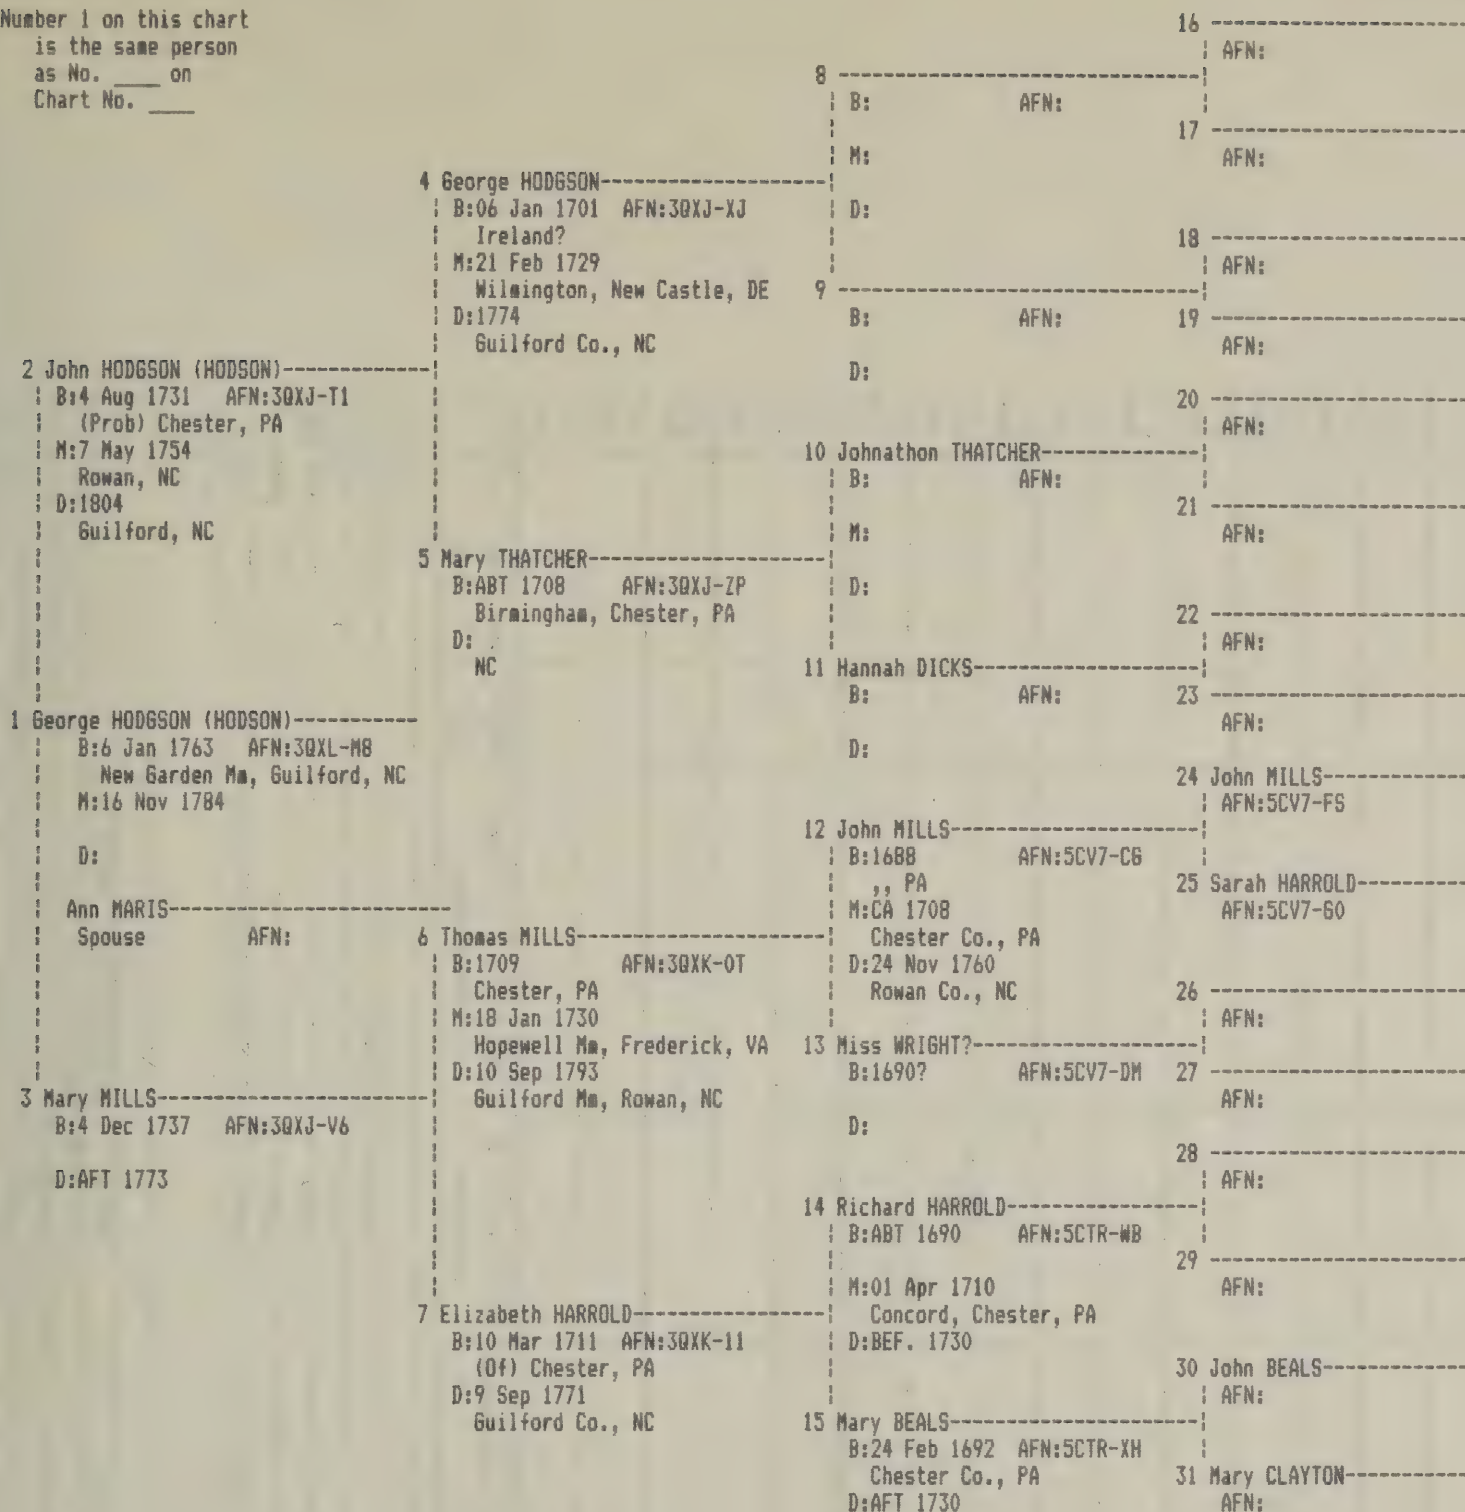 Number 1 on this chart
is the same person
as No. ____ on
Chart No. ____
16
AFN:
8
B: AFN:
17
M:
AFN:
4 George HODGSON
B:06 Jan 1701 AFN:3QXJ-XJ
D:
Ireland?
18
M:21 Feb 1729
AFN:
Wilmington, New Castle, DE
9
D:1774
B: AFN:
19
Guilford Co., NC
AFN:
2 John HODGSON (HODSON)
D:
B:4 Aug 1731 AFN:3QXJ-T1
20
(Prob) Chester, PA
AFN:
M:7 May 1754
10 Johnathon THATCHER
Rowan, NC
B: AFN:
D:1804
21
Guilford, NC
M:
AFN:
5 Mary THATCHER
B:ABT 1708 AFN:3QXJ-ZP
D:
Birmingham, Chester, PA
22
D:
AFN:
NC
11 Hannah DICKS
B: AFN:
23
1 George HODGSON (HODSON)
AFN:
B:6 Jan 1763 AFN:3QXL-M8
D:
New Garden Mm, Guilford, NC
24 John MILLS
M:16 Nov 1784
AFN:5CV7-FS
12 John MILLS
D:
B:1688 AFN:5CV7-CG
,, PA
25 Sarah HARROLD
Ann MARIS
M:CA 1708
AFN:5CV7-GO
Spouse AFN:
6 Thomas MILLS
Chester Co., PA
B:1709 AFN:3QXK-OT
D:24 Nov 1760
Chester, PA
Rowan Co., NC
26
M:18 Jan 1730
AFN:
Hopewell Mm, Frederick, VA
13 Miss WRIGHT?
D:10 Sep 1793
B:1690? AFN:5CV7-DM
27
3 Mary MILLS
Guilford Mm, Rowan, NC
AFN:
B:4 Dec 1737 AFN:3QXJ-V6
D:
28
D:AFT 1773
AFN:
14 Richard HARROLD
B:ABT 1690 AFN:5CTR-WB
29
M:01 Apr 1710
AFN:
7 Elizabeth HARROLD
Concord, Chester, PA
B:10 Mar 1711 AFN:3QXK-11
D:BEF. 1730
(Of) Chester, PA
30 John BEALS
D:9 Sep 1771
AFN:
Guilford Co., NC
15 Mary BEALS
B:24 Feb 1692 AFN:5CTR-XH
Chester Co., PA
31 Mary CLAYTON
D:AFT 1730
AFN: